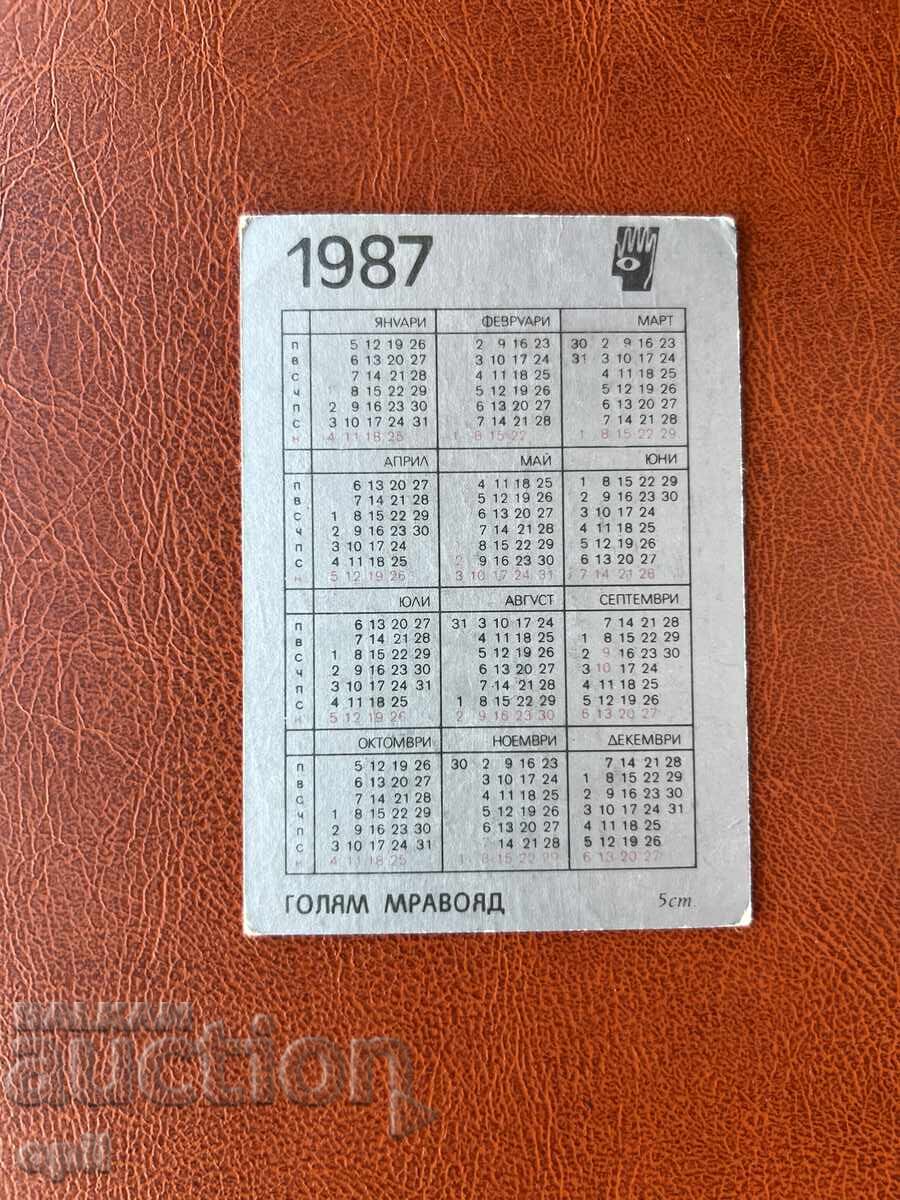 1987
ЯНУАРИ ФЕВРУАРИ МАРТ
П 5 12 19 26 2 9 16 23 30 2 9 16 23
В 6 13 20 27 3 10 17 24 31 3 10 17 24
С 7 14 21 28 4 11 18 25 4 11 18 25
Ч 8 15 22 29 5 12 19 26 5 12 19 26
П 2 9 16 23 30 6 13 20 27 6 13 20 27
С 3 10 17 24 31 7 14 21 28 7 14 21 28
Н 4 11 18 25 1 8 15 22 1 8 15 22 29
АПРИЛ МАЙ ЮНИ
П 6 13 20 27 4 11 18 25 1 8 15 22 29
В 7 14 21 28 5 12 19 26 2 9 16 23 30
С 1 8 15 22 29 6 13 20 27 3 10 17 24
Ч 2 9 16 23 30 7 14 21 28 4 11 18 25
П 3 10 17 24 8 15 22 29 5 12 19 26
С 4 11 18 25 2 9 16 23 30 6 13 20 27
Н 5 12 19 26 3 10 17 24 31 7 14 21 28
ЮЛИ АВГУСТ СЕПТЕМВРИ
П 6 13 20 27 31 3 10 17 24 7 14 21 28
В 7 14 21 28 4 11 18 25 1 8 15 22 29
С 1 8 15 22 29 5 12 19 26 2 9 16 23 30
Ч 2 9 16 23 30 6 13 20 27 3 10 17 24
П 3 10 17 24 31 7 14 21 28 4 11 18 25
С 4 11 18 25 1 8 15 22 29 5 12 19 26
Н 5 12 19 26 2 9 16 23 30 6 13 20 27
ОКТОМВРИ НОЕМВРИ ДЕКЕМВРИ
П 5 12 19 26 30 2 9 16 23 7 14 21 28
В 6 13 20 27 3 10 17 24 1 8 15 22 29
С 7 14 21 28 4 11 18 25 2 9 16 23 30
Ч 1 8 15 22 29 5 12 19 26 3 10 17 24 31
П 2 9 16 23 30 6 13 20 27 4 11 18 25
С 3 10 17 24 31 14 21 28 5 12 19 26
Н 4 11 18 25 1 8 15 22 29 6 13 20 27
ГОЛЯМ МРАВОЯД 5 ст.
BALKAN
auction
epil